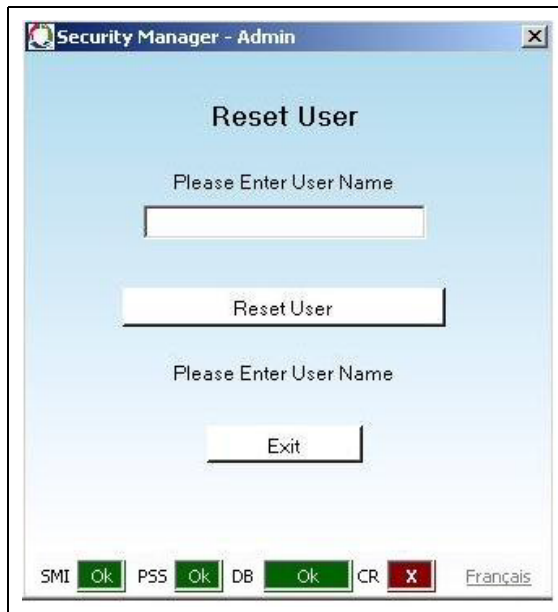 Security Manager - Admin
Reset User
Please Enter User Name
Reset User
Please Enter User Name
Exit
SMI Ok PSS Ok DB Ok CR X Français